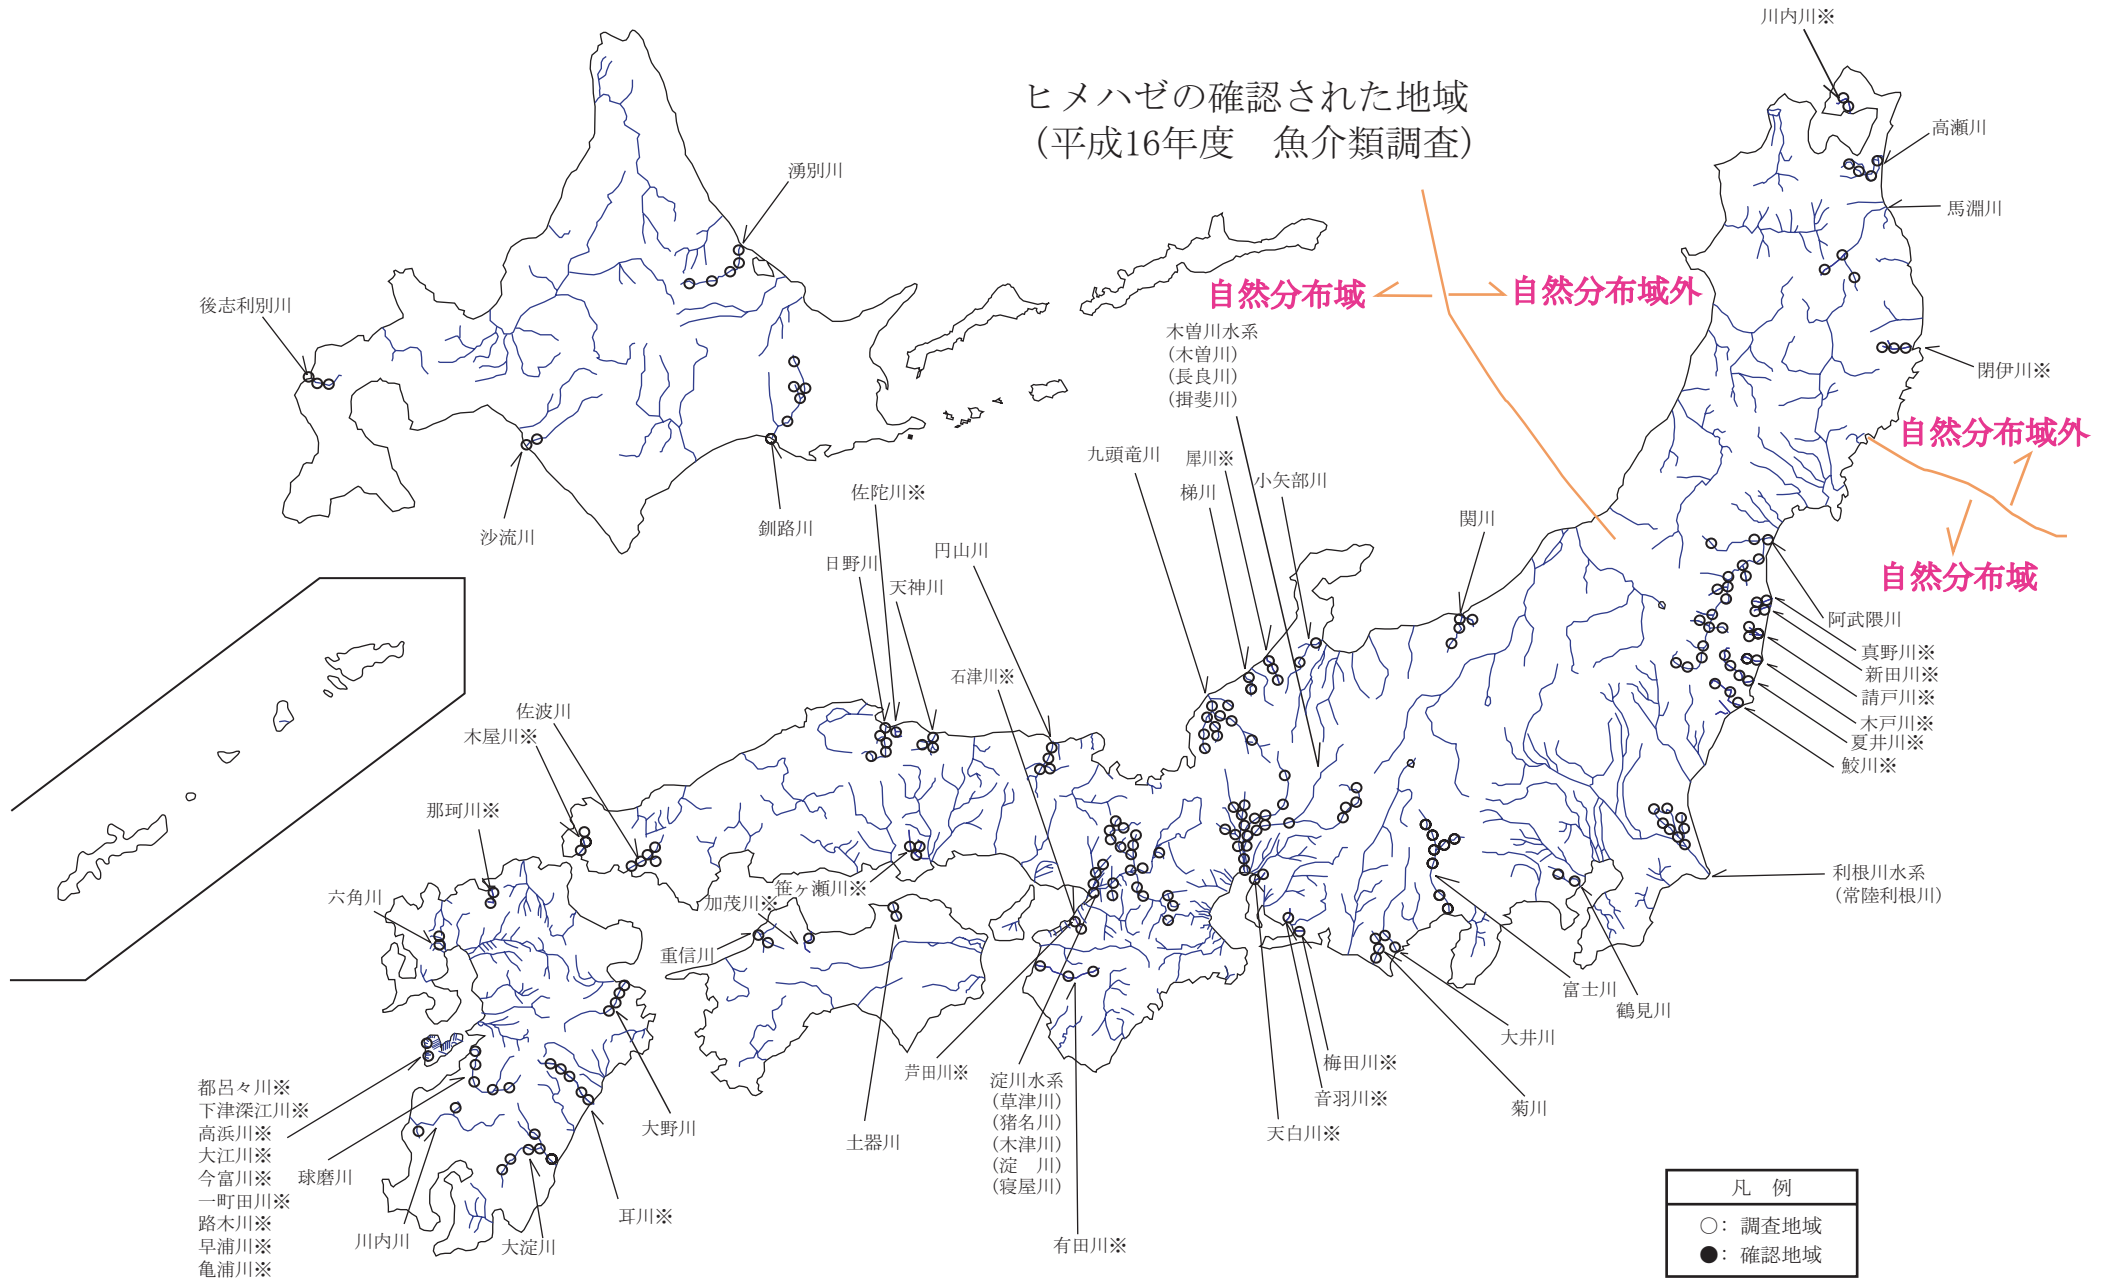 ヒメハゼの確認された地域
(平成16年度　魚介類調査)
川内川※
高瀬川
馬淵川
閉伊川※
湧別川
後志利別川
沙流川
釧路川
自然分布域
自然分布域外
自然分布域外
自然分布域
木曽川水系
(木曽川)
(長良川)
(揖斐川)
九頭竜川
犀川※
梯川
小矢部川
関川
佐陀川※
日野川
天神川
円山川
石津川※
佐波川
木屋川※
那珂川※
六角川
笹ヶ瀬川※
加茂川※
重信川
阿武隈川
真野川※
新田川※
請戸川※
木戸川※
夏井川※
鮫川※
利根川水系
(常陸利根川)
富士川
鶴見川
大井川
菊川
梅田川※
音羽川※
天白川※
芦田川※
淀川水系
(草津川)
(猪名川)
(木津川)
(淀　川)
(寝屋川)
有田川※
土器川
大野川
耳川※
大淀川
川内川
球磨川
都呂々川※
下津深江川※
高浜川※
大江川※
今富川※
一町田川※
路木川※
早浦川※
亀浦川※
凡　例
○：調査地域
●：確認地域